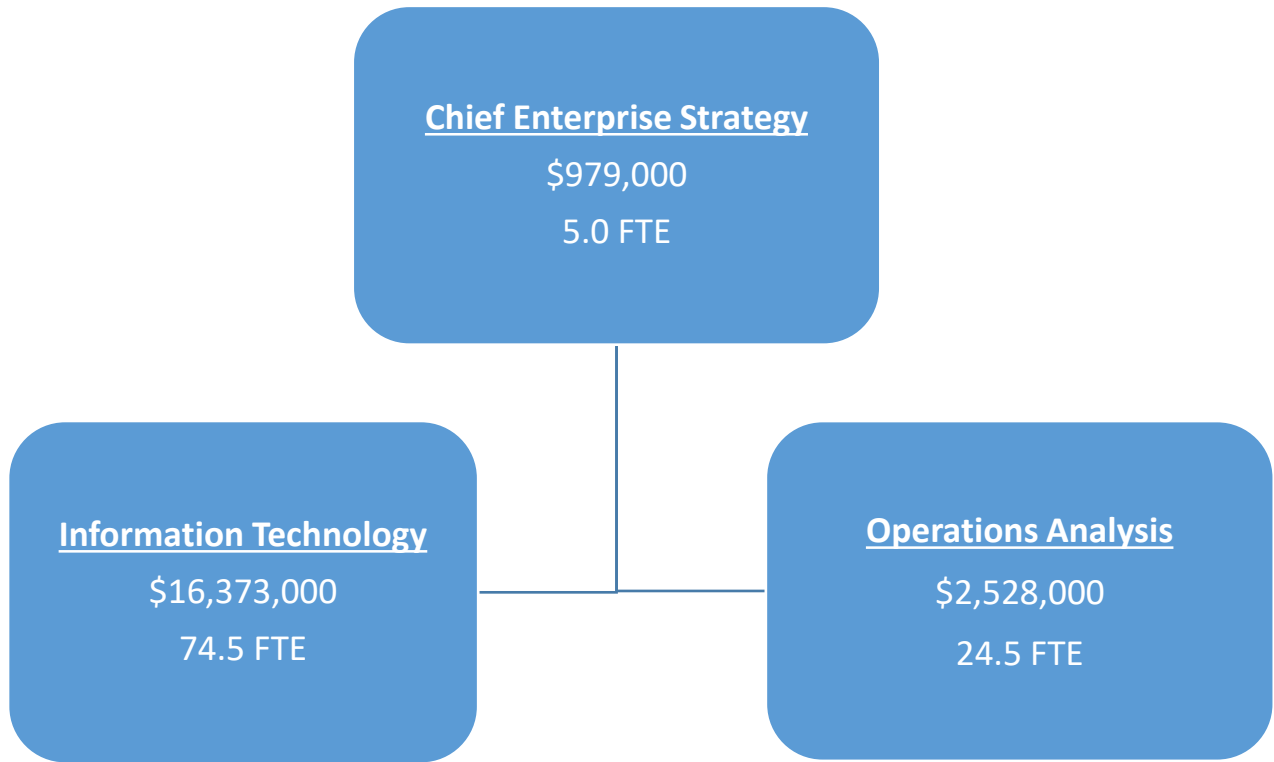 Chief Enterprise Strategy
$979,000
5.0 FTE
Information Technology
$16,373,000
74.5 FTE
Operations Analysis
$2,528,000
24.5 FTE